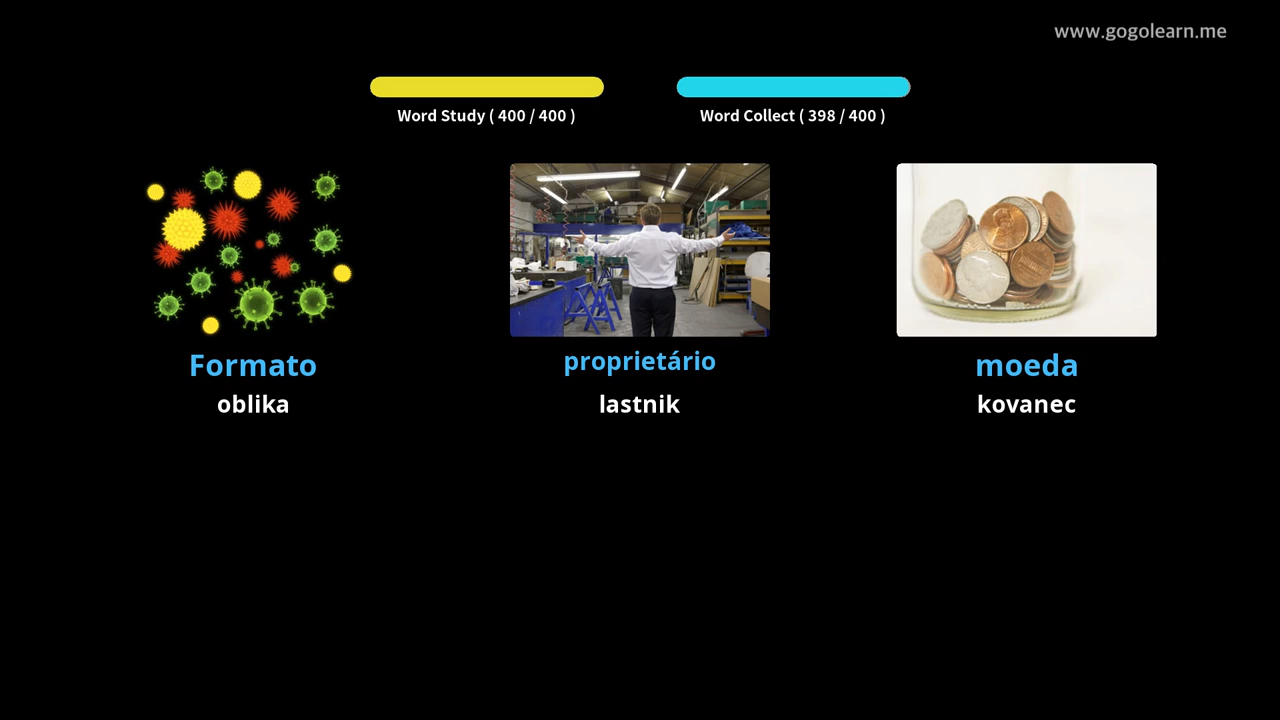 www.gogolearn.me
Word Study ( 400 / 400 )
Word Collect ( 398 / 400 )
Formato
oblika
proprietário
lastnik
moeda
kovanec